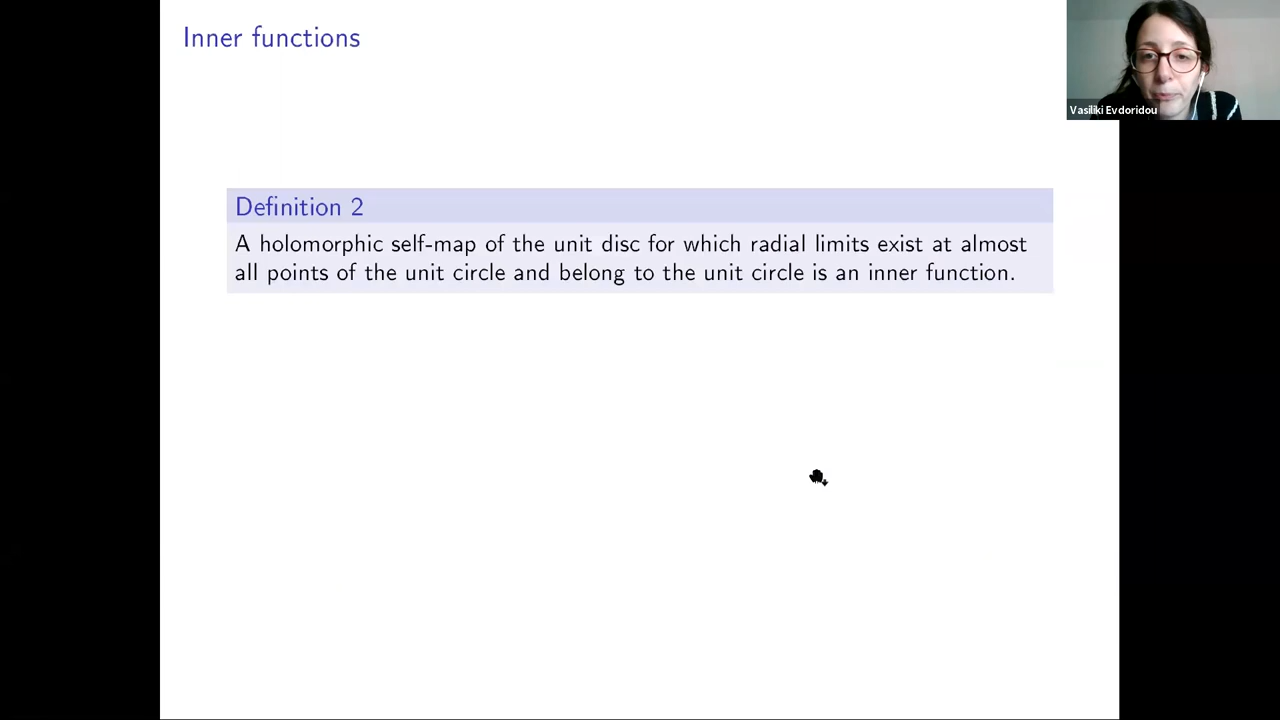 Inner functions
Vasiliki Evdoridou
Definition 2
A holomorphic self-map of the unit disc for which radial limits exist at almost
all points of the unit circle and belong to the unit circle is an inner function.